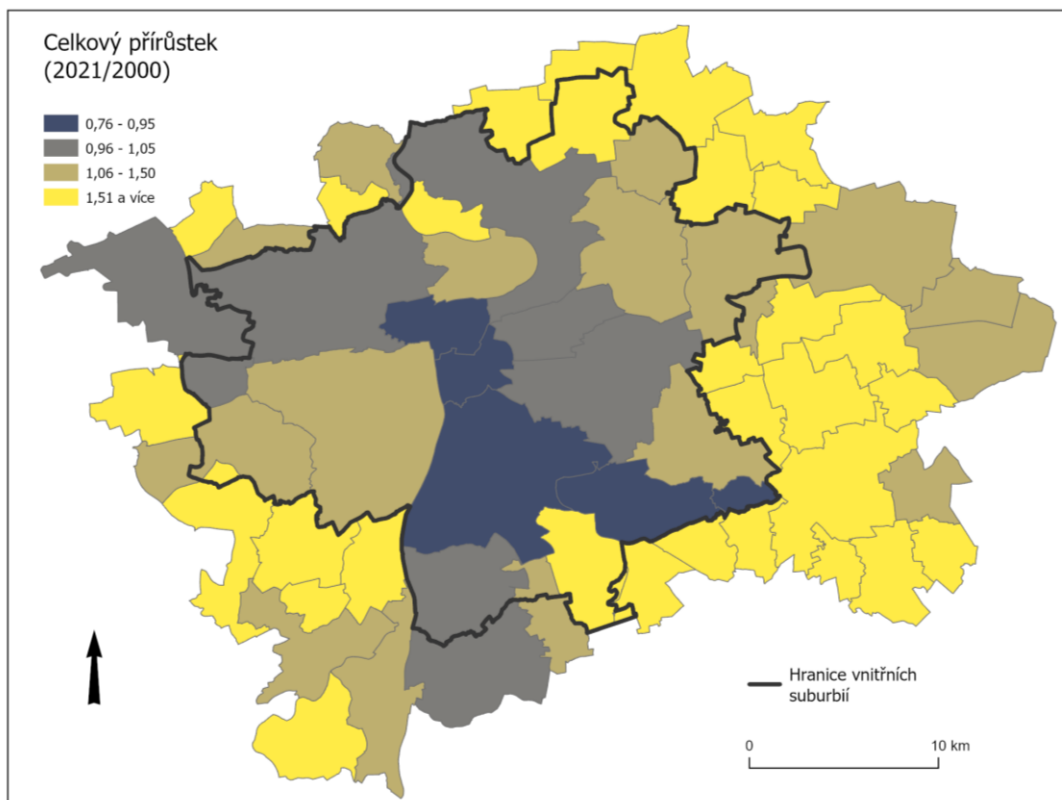 Celkový přírůstek
(2021/2000)
0,76 - 0,95
0,96 - 1,05
1,06 - 1,50
1,51 a více
Hranice vnitřních
suburbií
0
10 km